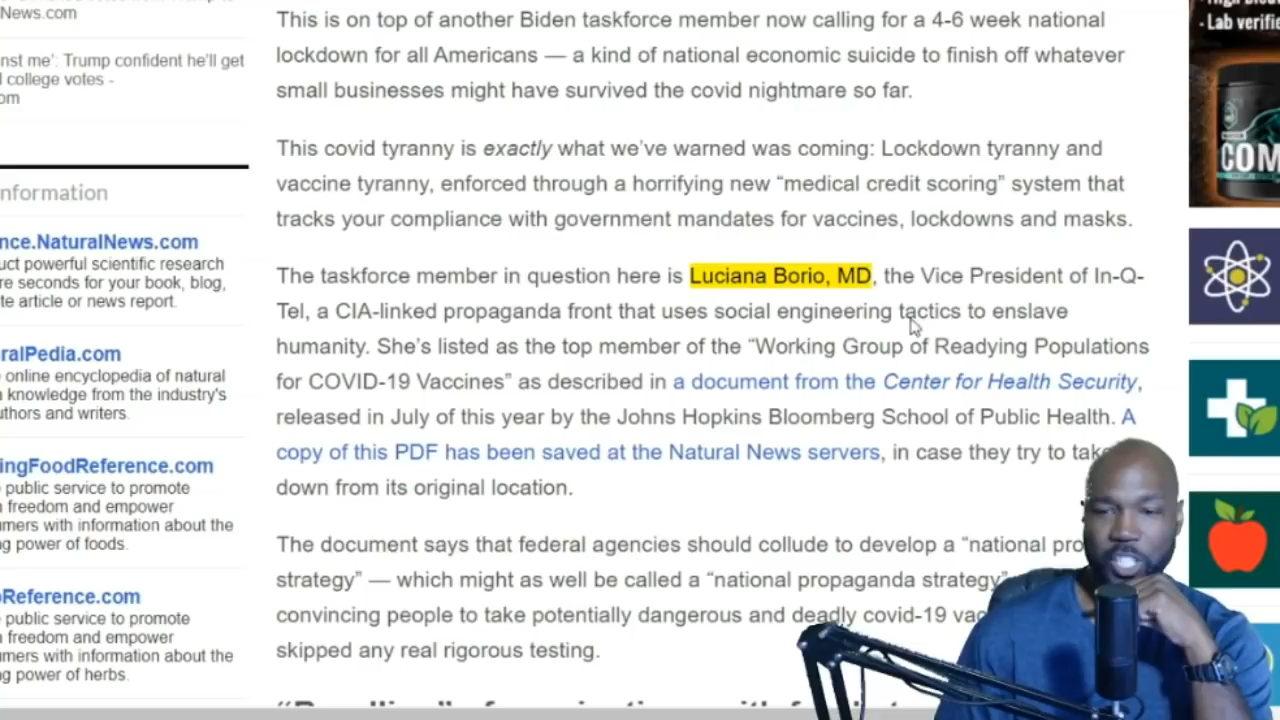 News.com
nst me': Trump confident he'll get
l college votes -
om
nformation
nce.NaturalNews.com
uct powerful scientific research
re seconds for your book, blog,
te article or news report.
ralPedia.com
online encyclopedia of natural
n knowledge from the industry's
uthors and writers.
ingFoodReference.com
public service to promote
n freedom and empower
umers with information about the
ng power of foods.
oReference.com
public service to promote
n freedom and empower
umers with information about the
ng power of herbs.
This is on top of another Biden taskforce member now calling for a 4-6 week national
lockdown for all Americans — a kind of national economic suicide to finish off whatever
small businesses might have survived the covid nightmare so far.
This covid tyranny is exactly what we've warned was coming: Lockdown tyranny and
vaccine tyranny, enforced through a horrifying new “medical credit scoring” system that
tracks your compliance with government mandates for vaccines, lockdowns and masks.
The taskforce member in question here is Luciana Borio, MD, the Vice President of In-Q-
Tel, a CIA-linked propaganda front that uses social engineering tactics to enslave
humanity. She's listed as the top member of the “Working Group of Readying Populations
for COVID-19 Vaccines” as described in a document from the Center for Health Security,
released in July of this year by the Johns Hopkins Bloomberg School of Public Health. A
copy of this PDF has been saved at the Natural News servers, in case they try to take
down from its original location.
The document says that federal agencies should collude to develop a “national pro
strategy” — which might as well be called a “national propaganda strategy”
convincing people to take potentially dangerous and deadly covid-19 vac
skipped any real rigorous testing.
- Lab verifie
COM